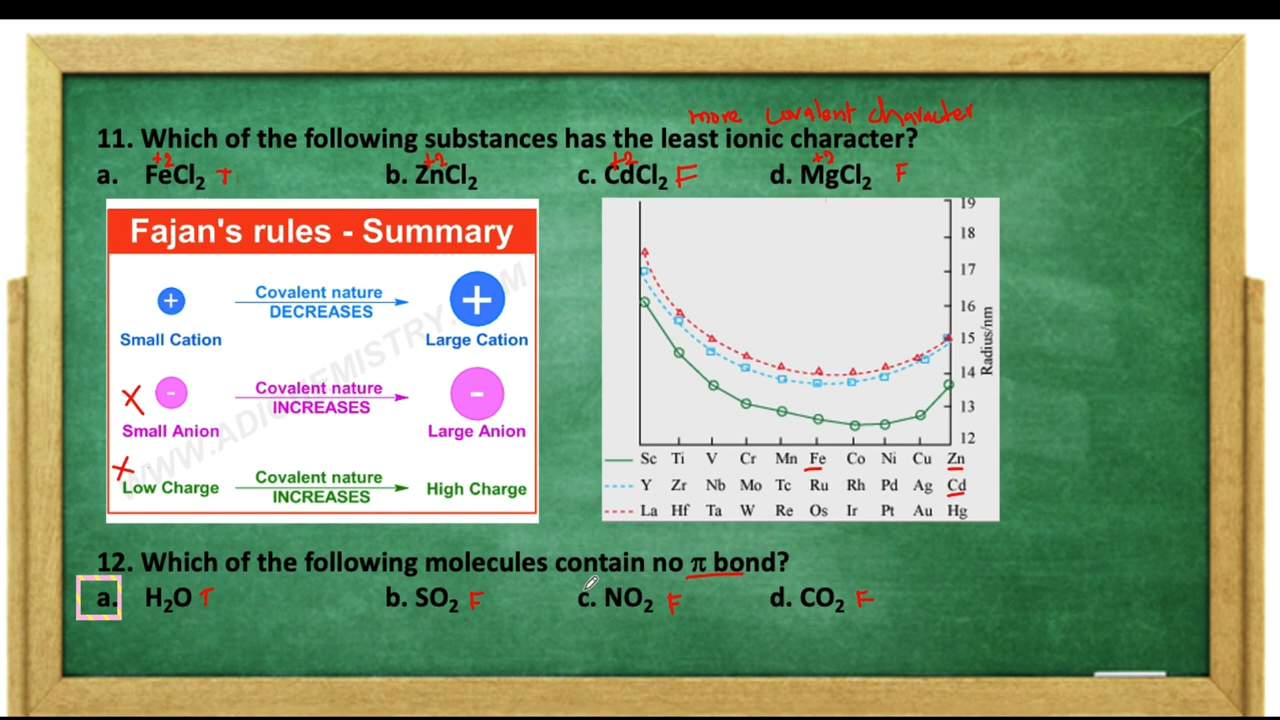 more covalent character
11. Which of the following substances has the least ionic character?
+2 +2 +2 +2
a. FeCl₂ T b. ZnCl₂ c. CdCl₂ F d. MgCl₂ F
Fajan's rules - Summary
+ Covalent nature +
DECREASES
Small Cation Large Cation
X - Covalent nature -
INCREASES
Small Anion Large Anion
X
Low Charge Covalent nature High Charge
INCREASES
WWW.ADICHEMISTRY.COM
19
18
17
16
15
14
13
12
Radius/nm
Sc Ti V Cr Mn Fe Co Ni Cu Zn
Y Zr Nb Mo Tc Ru Rh Pd Ag Cd
La Hf Ta W Re Os Ir Pt Au Hg
12. Which of the following molecules contain no π bond?
a. H₂O T b. SO₂ F c. NO₂ F d. CO₂ F